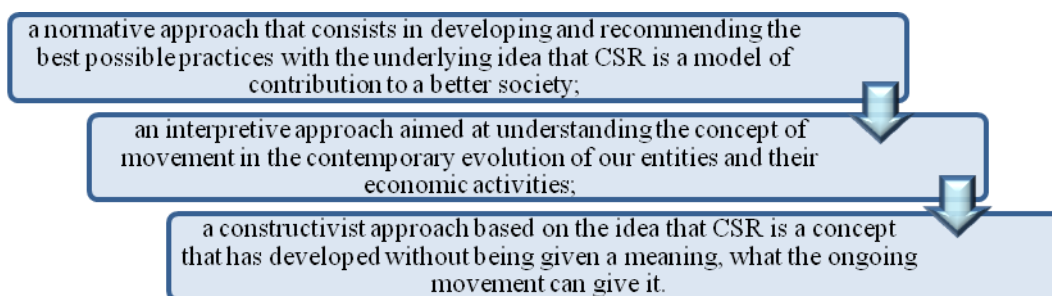 a normative approach that consists in developing and recommending the
best possible practices with the underlying idea that CSR is a model of
contribution to a better society;
an interpretive approach aimed at understanding the concept of
movement in the contemporary evolution of our entities and their
economic activities;
a constructivist approach based on the idea that CSR is a concept
that has developed without being given a meaning, what the ongoing
movement can give it.